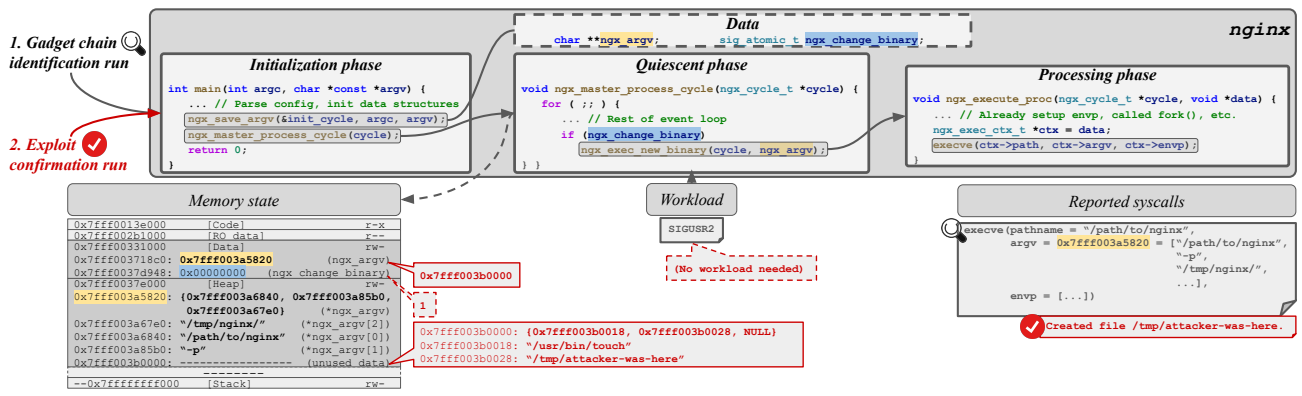 nginx
Data
char **ngx_argv;      sig_atomic_t ngx_change_binary;
1. Gadget chain
identification run
2. Exploit
confirmation run
Initialization phase
int main(int argc, char *const *argv) {
... // Parse config, init data structures
ngx_save_argv(&init_cycle, argc, argv);
ngx_master_process_cycle(cycle);
return 0;
}
Quiescent phase
void ngx_master_process_cycle(ngx_cycle_t *cycle) {
for ( ;; ) {
... // Rest of event loop
if (ngx_change_binary)
ngx_exec_new_binary(cycle, ngx_argv);
} }
Processing phase
void ngx_execute_proc(ngx_cycle_t *cycle, void *data) {
... // Already setup envp, called fork(), etc.
ngx_exec_ctx_t *ctx = data;
execve(ctx->path, ctx->argv, ctx->envp);
}
Memory state
0x7fff0013e000 [Code] r-x
0x7fff002b1000 [RO data] r--
0x7fff00331000 [Data] rw-
0x7fff003718c0: 0x7fff003a5820 (ngx_argv)
0x7fff0037d948: 0x00000000 (ngx_change_binary)
0x7fff0037e000 [Heap] rw-
0x7fff003a5820: {0x7fff003a6840, 0x7fff003a85b0,
0x7fff003a67e0} (*ngx_argv)
0x7fff003a67e0: “/tmp/nginx/” (*ngx_argv[2])
0x7fff003a6840: “/path/to/nginx” (*ngx_argv[0])
0x7fff003a85b0: “-p” (*ngx_argv[1])
0x7fff003b0000: ---------------- (unused data)
--------
--0x7ffffffff000 [Stack] rw-
0x7fff003b0000
1
0x7fff003b0000: {0x7fff003b0018, 0x7fff003b0028, NULL}
0x7fff003b0018: “/usr/bin/touch”
0x7fff003b0028: “/tmp/attacker-was-here”
Workload
SIGUSR2
(No workload needed)
Reported syscalls
execve(pathname = “/path/to/nginx”,
argv = 0x7fff003a5820 = [“/path/to/nginx”,
“-p”,
“/tmp/nginx/”,
...],
envp = [...])
Created file /tmp/attacker-was-here.